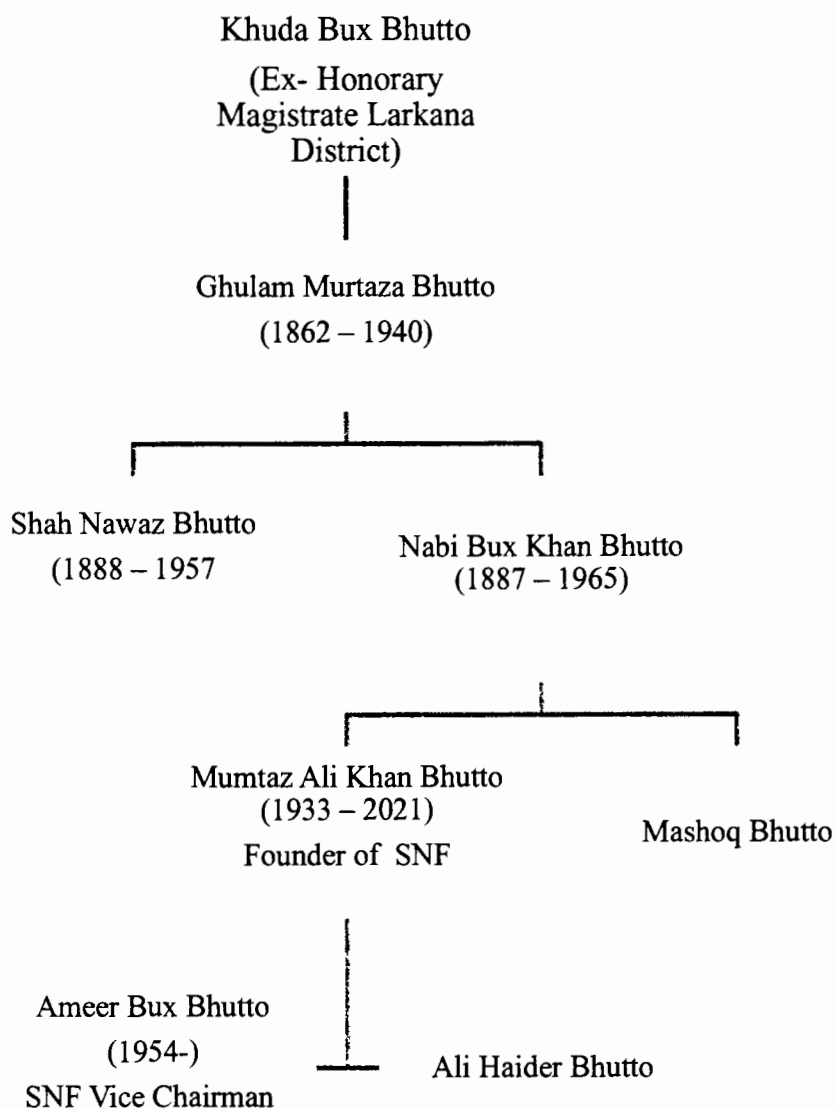 Khuda Bux Bhutto
(Ex- Honorary
Magistrate Larkana
District)
Ghulam Murtaza Bhutto
(1862 – 1940)
Shah Nawaz Bhutto
(1888 – 1957
Nabi Bux Khan Bhutto
(1887 – 1965)
Mumtaz Ali Khan Bhutto
(1933 – 2021)
Founder of SNF
Mashoq Bhutto
Ameer Bux Bhutto
(1954-)
SNF Vice Chairman
Ali Haider Bhutto